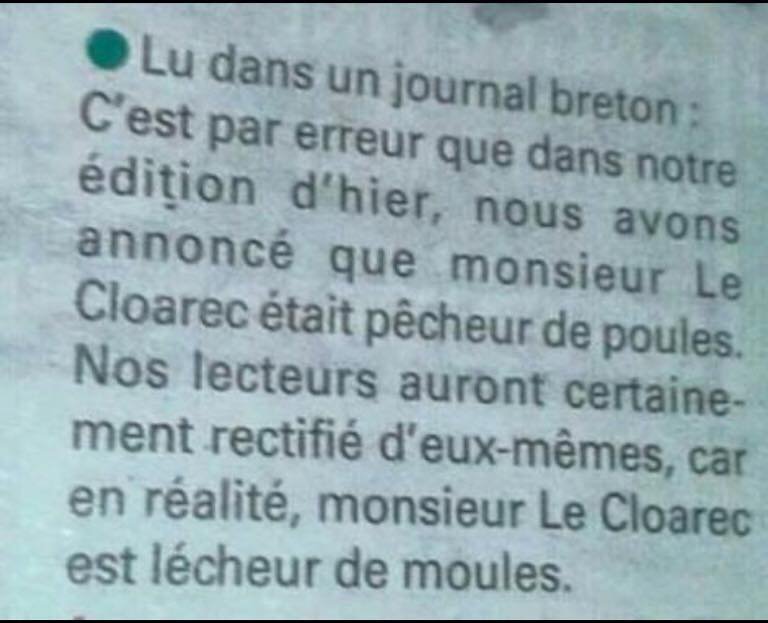 ● Lu dans un journal breton :
C'est par erreur que dans notre
édition d'hier, nous avons
annoncé que monsieur Le
Cloarec était pêcheur de poules.
Nos lecteurs auront certaine-
ment rectifié d'eux-mêmes, car
en réalité, monsieur Le Cloarec
est lécheur de moules.